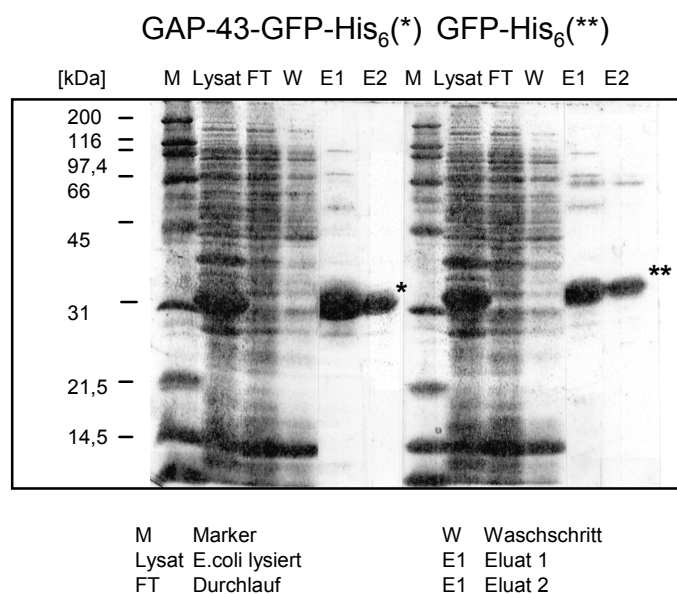 GAP-43-GFP-His6(*) GFP-His6(**)
[kDa] M Lysat FT W E1 E2 M Lysat FT W E1 E2
200
116
97,4
66
45
31
21,5
14,5
*
**
M Marker W Waschschritt
Lysat E.coli lysiert E1 Eluat 1
FT Durchlauf E1 Eluat 2